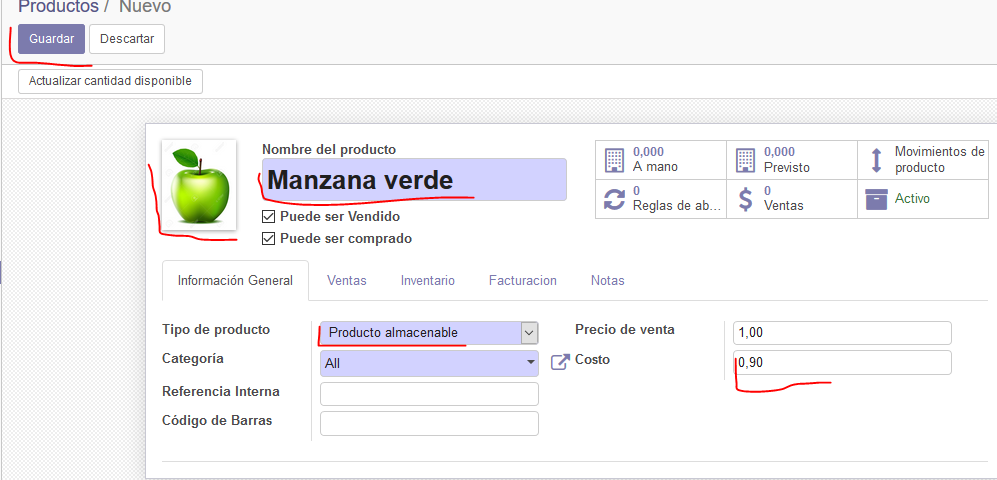 Productos / Nuevo
Guardar
Descartar
Actualizar cantidad disponible
Nombre del producto
Manzana verde
Puede ser Vendido
Puede ser comprado
0,000
A mano
0,000
Previsto
Movimientos de
producto
0
Reglas de ab...
0
Ventas
Activo
Información General
Ventas
Inventario
Facturacion
Notas
Tipo de producto
Producto almacenable
Precio de venta
1,00
Categoría
All
Costo
0,90
Referencia Interna
Código de Barras